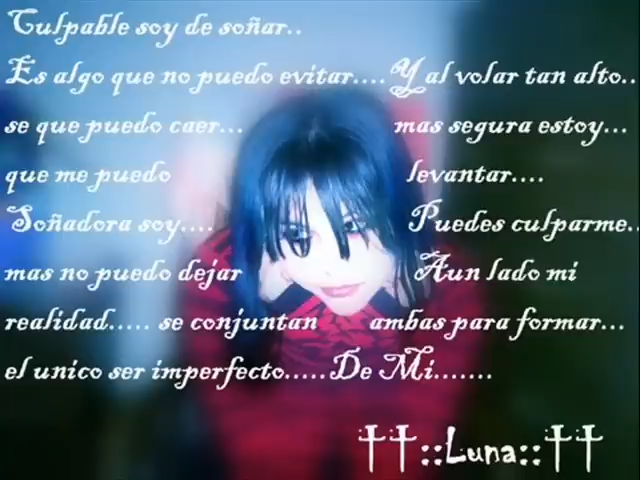 Culpable soy de soñar..
Es algo que no puedo evitar.... Y al volar tan alto..
se que puedo caer... mas segura estoy...
que me puedo levantar....
Soñadora soy.... Puedes culparme..
mas no puedo dejar Aun lado mi
realidad..... se conjuntan ambas para formar...
el unico ser imperfecto..... De Mi.......
††::Luna::††